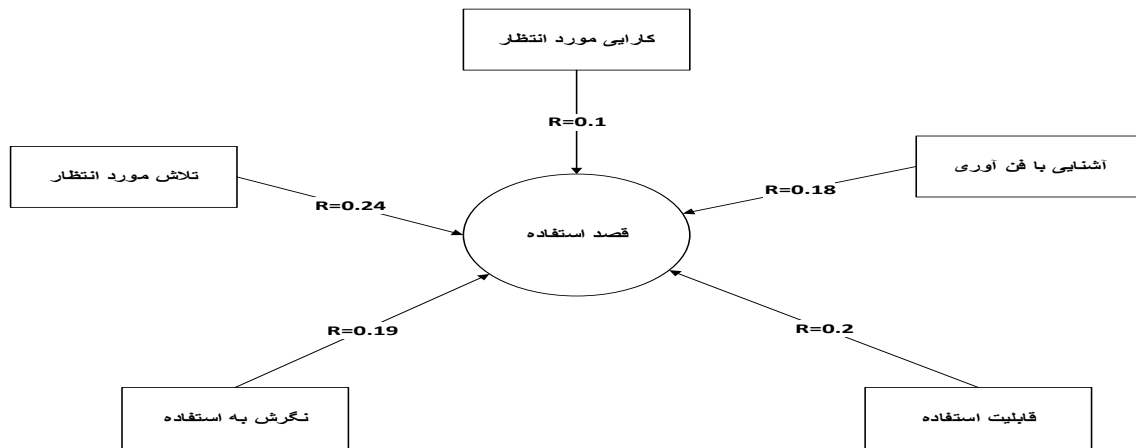 کارایی مورد انتظار
R=0.1
آشنایی با فن آوری
R=0.18
تلاش مورد انتظار
R=0.24
قصد استفاده
R=0.2
R=0.19
قابلیت استفاده
نگرش به استفاده